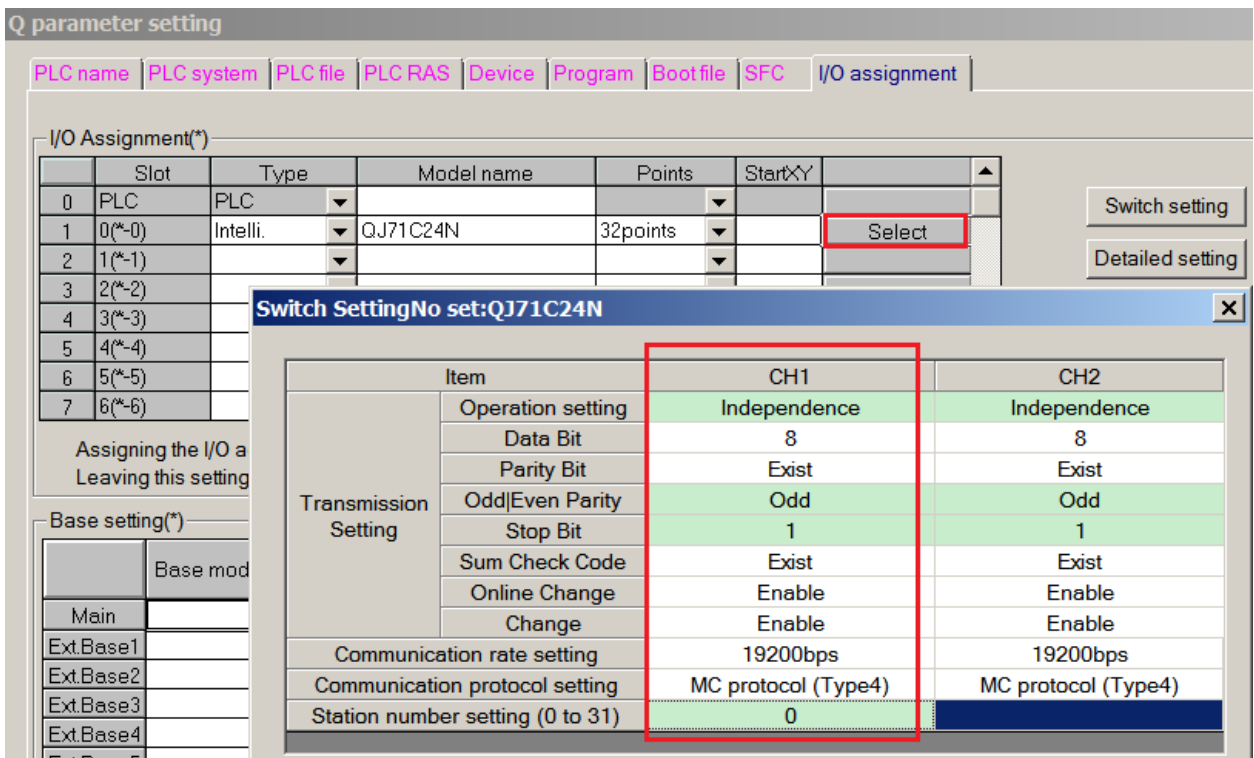 Q parameter setting
PLC name PLC system PLC file PLC RAS Device Program Boot file SFC I/O assignment
I/O Assignment(*)
Slot Type Model name Points StartXY
0 PLC PLC
1 0(*-0) Intelli. QJ71C24N 32points Select
2 1(*-1)
3 2(*-2)
4 3(*-3)
5 4(*-4)
6 5(*-5)
7 6(*-6)
Switch setting
Detailed setting
Assigning the I/O a
Leaving this setting
Base setting(*)
Base mod
Main
Ext.Base1
Ext.Base2
Ext.Base3
Ext.Base4
Switch SettingNo set:QJ71C24N
Item CH1 CH2
Transmission Setting
Operation setting Independence Independence
Data Bit 8 8
Parity Bit Exist Exist
Odd|Even Parity Odd Odd
Stop Bit 1 1
Sum Check Code Exist Exist
Online Change Enable Enable
Change Enable Enable
Communication rate setting 19200bps 19200bps
Communication protocol setting MC protocol (Type4) MC protocol (Type4)
Station number setting (0 to 31) 0